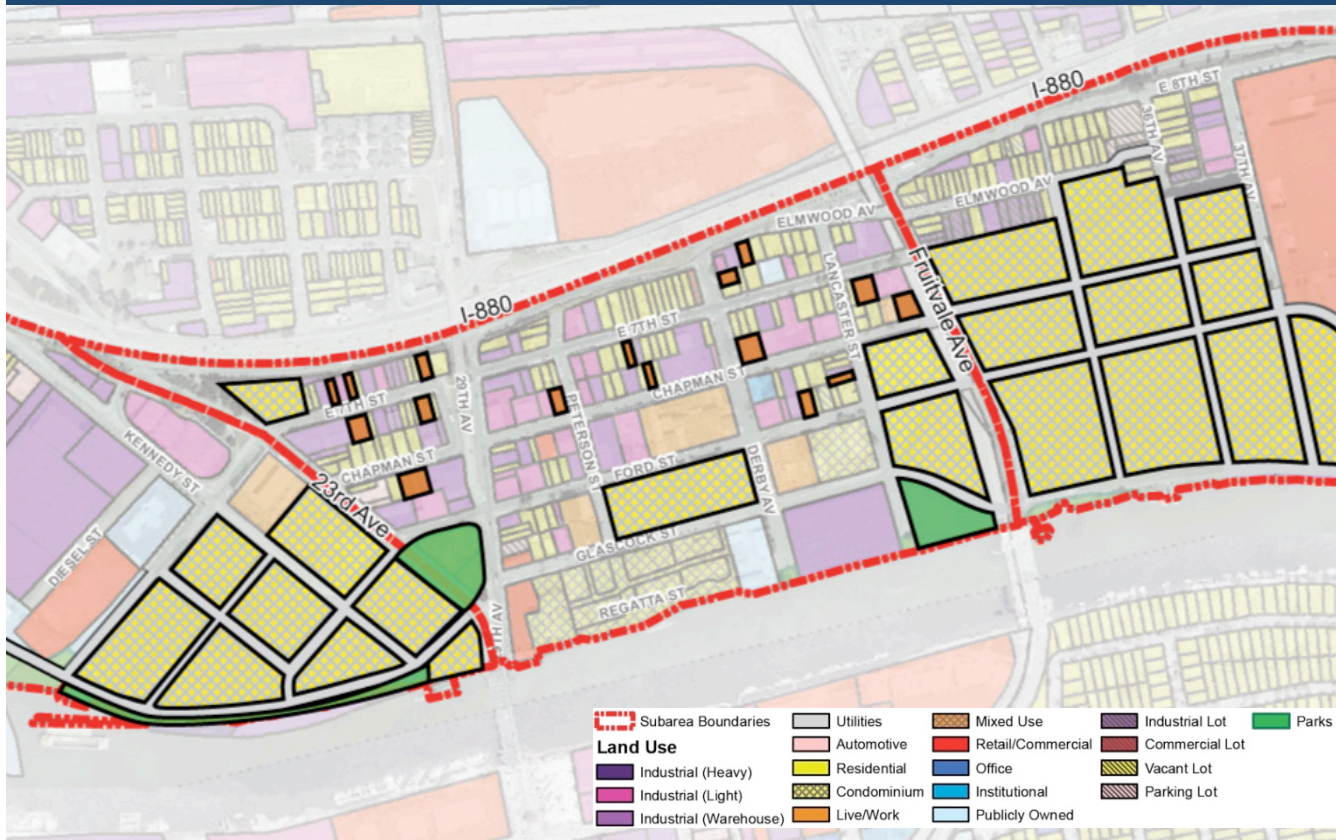 I-880
E 8TH ST
36TH AV
37TH AV
ELMWOOD AV
ELMWOOD AV
I-880
LANCASTER ST
Fruitvale Ave
E 7TH ST
E 7TH ST
29TH AV
CHAPMAN ST
PETERSON ST
KENNEDY ST
CHAPMAN ST
FORD ST
DERBY AV
23rd Ave
DIESEL ST
GLASCOCK ST
REGATTA ST
Subarea Boundaries
Land Use
Industrial (Heavy)
Industrial (Light)
Industrial (Warehouse)
Utilities
Automotive
Residential
Condominium
Live/Work
Mixed Use
Retail/Commercial
Office
Institutional
Publicly Owned
Industrial Lot
Commercial Lot
Vacant Lot
Parking Lot
Parks